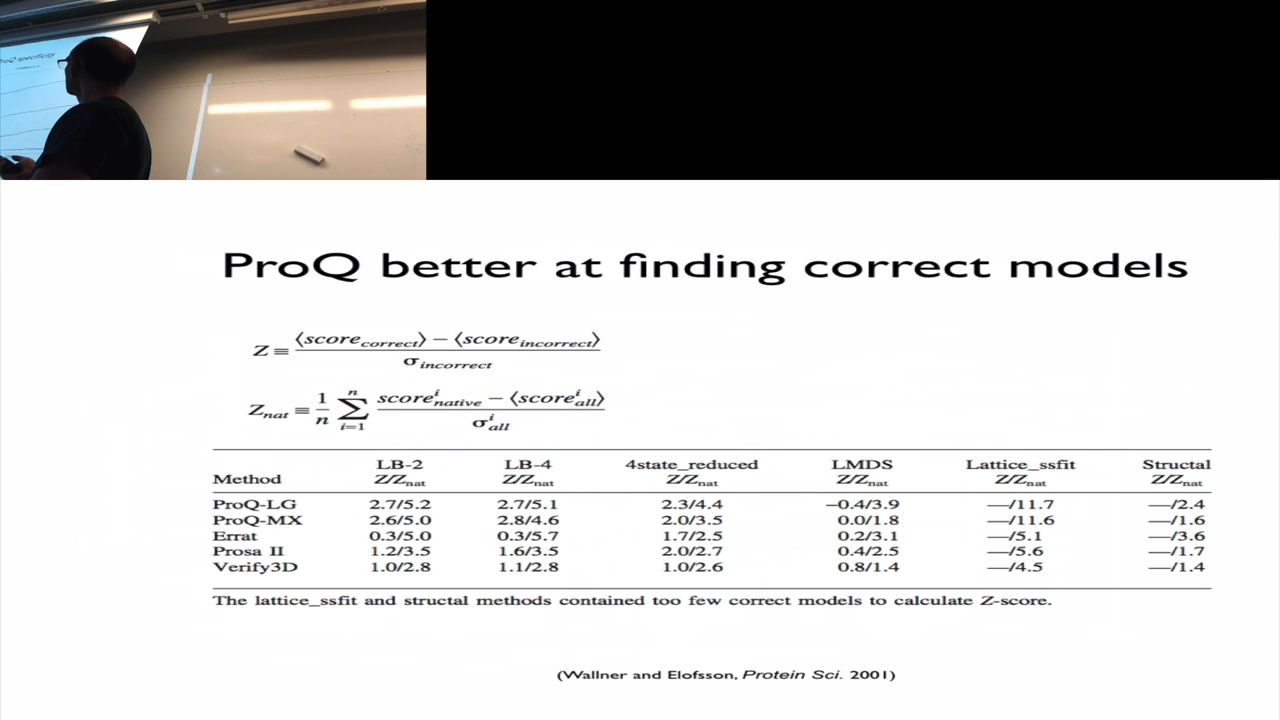 ProQ specificity
ProQ better at finding correct models
Z ≡ (⟨score_correct⟩ − ⟨score_incorrect⟩) / σ_incorrect
Z_nat ≡ 1/n ∑_{i=1}^{n} (score^i_native − ⟨score^i_all⟩) / σ^i_all
LB-2 LB-4 4state_reduced LMDS Lattice_ssfit Structal
Method Z/Z_nat Z/Z_nat Z/Z_nat Z/Z_nat Z/Z_nat Z/Z_nat
ProQ-LG 2.7/5.2 2.7/5.1 2.3/4.4 −0.4/3.9 —/11.7 —/2.4
ProQ-MX 2.6/5.0 2.8/4.6 2.0/3.5 0.0/1.8 —/11.6 —/1.6
Errat 0.3/5.0 0.3/5.7 1.7/2.5 0.2/3.1 —/5.1 —/3.6
Prosa II 1.2/3.5 1.6/3.5 2.0/2.7 0.4/2.5 —/5.6 —/1.7
Verify3D 1.0/2.8 1.1/2.8 1.0/2.6 0.8/1.4 —/4.5 —/1.4
The lattice_ssfit and structal methods contained too few correct models to calculate Z-score.
(Wallner and Elofsson, Protein Sci. 2001)